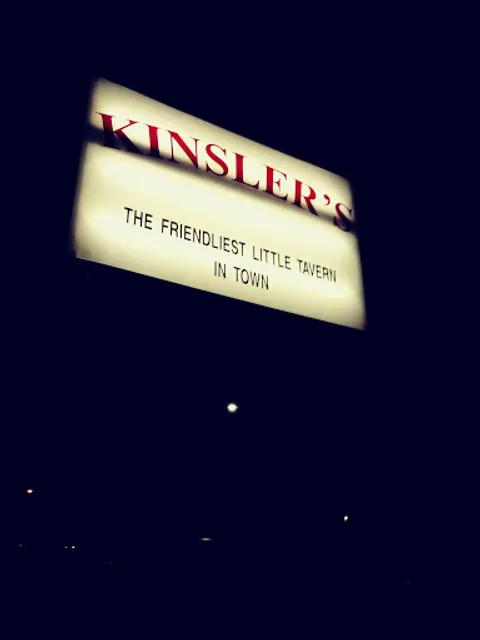 KINSLER'S
THE FRIENDLIEST LITTLE TAVERN
IN TOWN